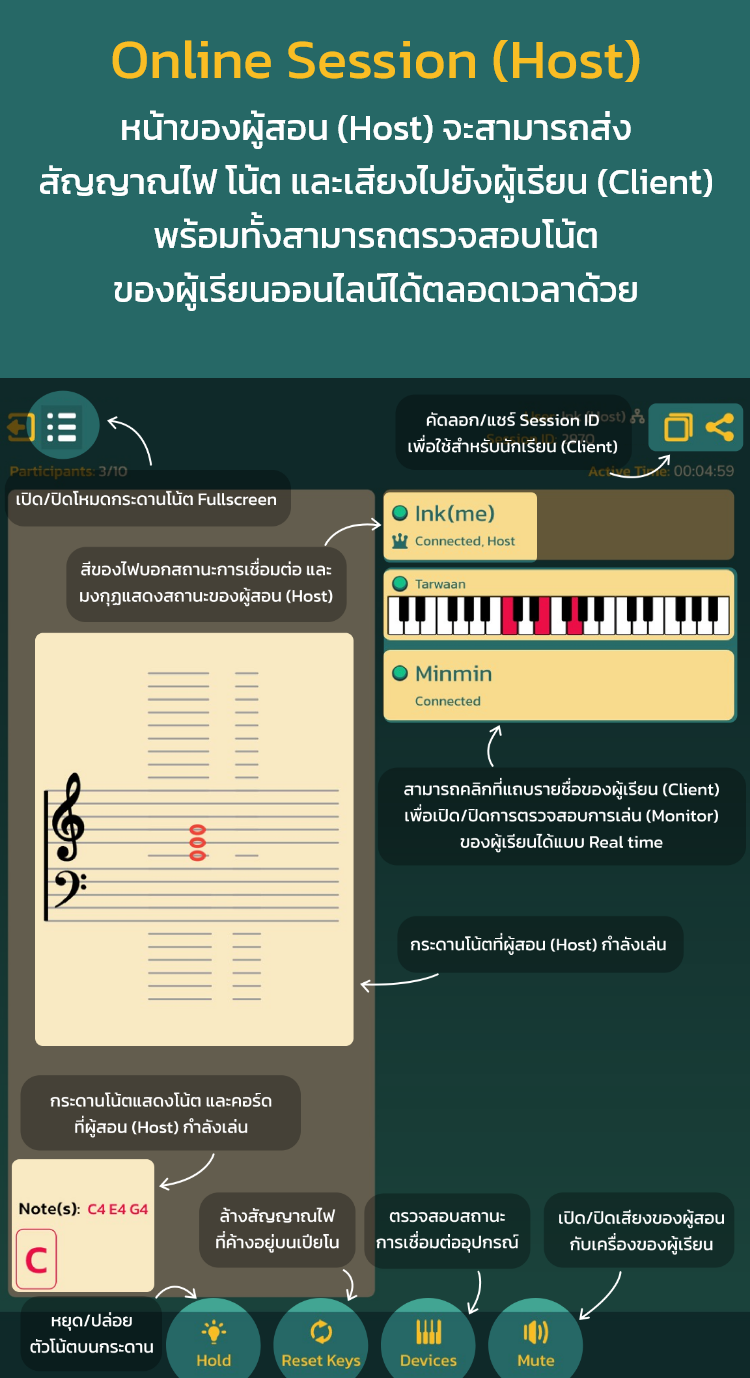 Online Session (Host)
หน้าของผู้สอน (Host) จะสามารถส่ง
สัญญาณไฟ โน้ต และเสียงไปยังผู้เรียน (Client)
พร้อมทั้งสามารถตรวจสอบโน้ต
ของผู้เรียนออนไลน์ได้ตลอดเวลาด้วย
คัดลอก/แชร์ Session ID
เพื่อใช้สำหรับนักเรียน (Client)
Participants: 3/10
Active Time: 00:04:59
เปิด/ปิดโหมดกระดานโน้ต Fullscreen
Ink(me)
Connected, Host
สีของไฟบอกสถานะการเชื่อมต่อ และ
มงกุฎแสดงสถานะของผู้สอน (Host)
Tarwaan
Minmin
Connected
สามารถคลิกที่แถบรายชื่อของผู้เรียน (Client)
เพื่อเปิด/ปิดการตรวจสอบการเล่น (Monitor)
ของผู้เรียนได้แบบ Real time
กระดานโน้ตที่ผู้สอน (Host) กำลังเล่น
กระดานโน้ตแสดงโน้ต และคอร์ด
ที่ผู้สอน (Host) กำลังเล่น
Note(s): C4 E4 G4
C
ล้างสัญญาณไฟ
ที่ค้างอยู่บนเปียโน
ตรวจสอบสถานะ
การเชื่อมต่ออุปกรณ์
เปิด/ปิดเสียงของผู้สอน
กับเครื่องของผู้เรียน
หยุด/ปล่อย
ตัวโน้ตบนกระดาน
Hold
Reset Keys
Devices
Mute